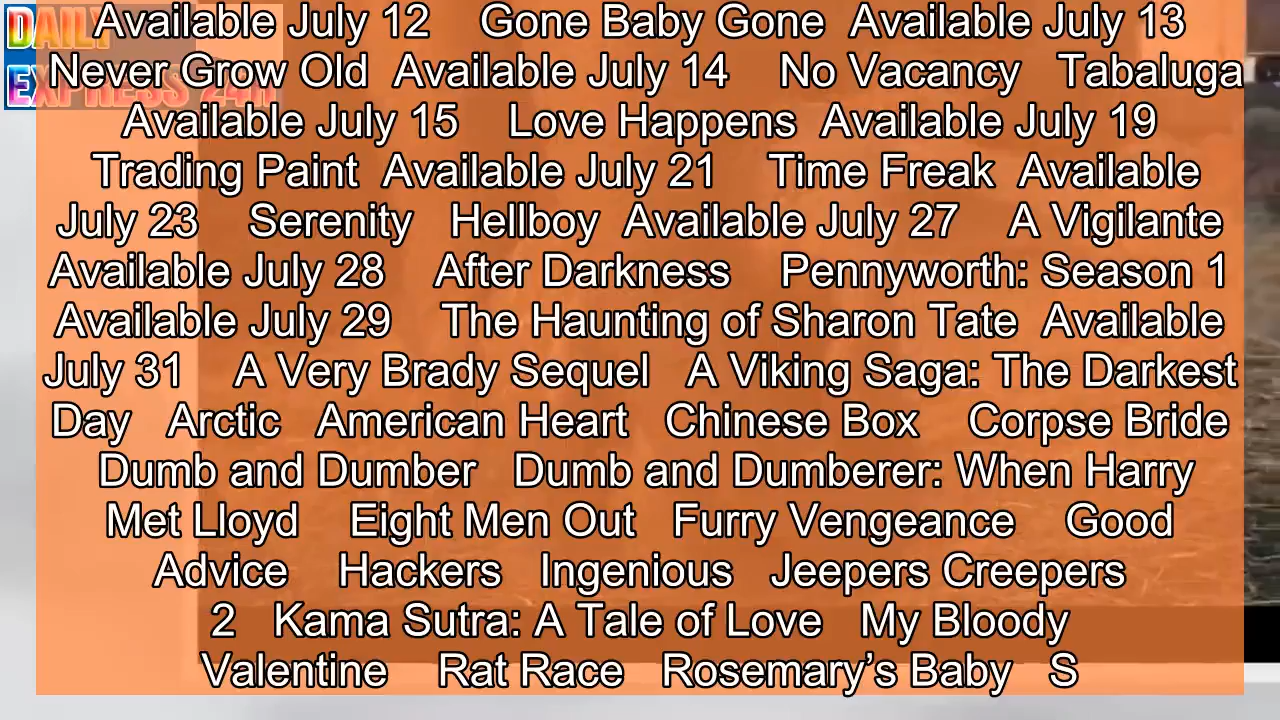 DAILY
EXPRESS 24H
Available July 12 Gone Baby Gone Available July 13
Never Grow Old Available July 14 No Vacancy Tabaluga
Available July 15 Love Happens Available July 19
Trading Paint Available July 21 Time Freak Available
July 23 Serenity Hellboy Available July 27 A Vigilante
Available July 28 After Darkness Pennyworth: Season 1
Available July 29 The Haunting of Sharon Tate Available
July 31 A Very Brady Sequel A Viking Saga: The Darkest
Day Arctic American Heart Chinese Box Corpse Bride
Dumb and Dumber Dumb and Dumberer: When Harry
Met Lloyd Eight Men Out Furry Vengeance Good
Advice Hackers Ingenious Jeepers Creepers
2 Kama Sutra: A Tale of Love My Bloody
Valentine Rat Race Rosemary’s Baby S